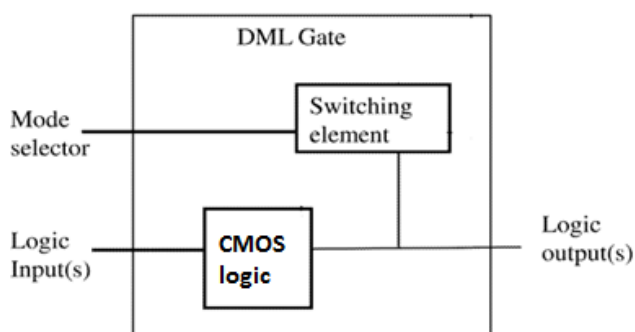 DML Gate
Switching
element
Mode
selector
CMOS
logic
Logic
Input(s)
Logic
output(s)